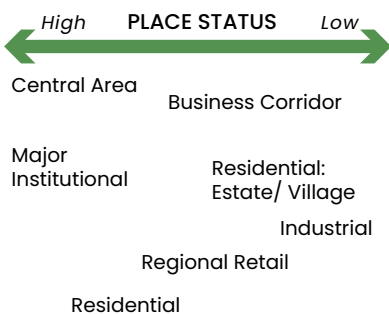 High PLACE STATUS Low
Central Area
Business Corridor
Major
Institutional
Residential:
Estate/ Village
Industrial
Regional Retail
Residential